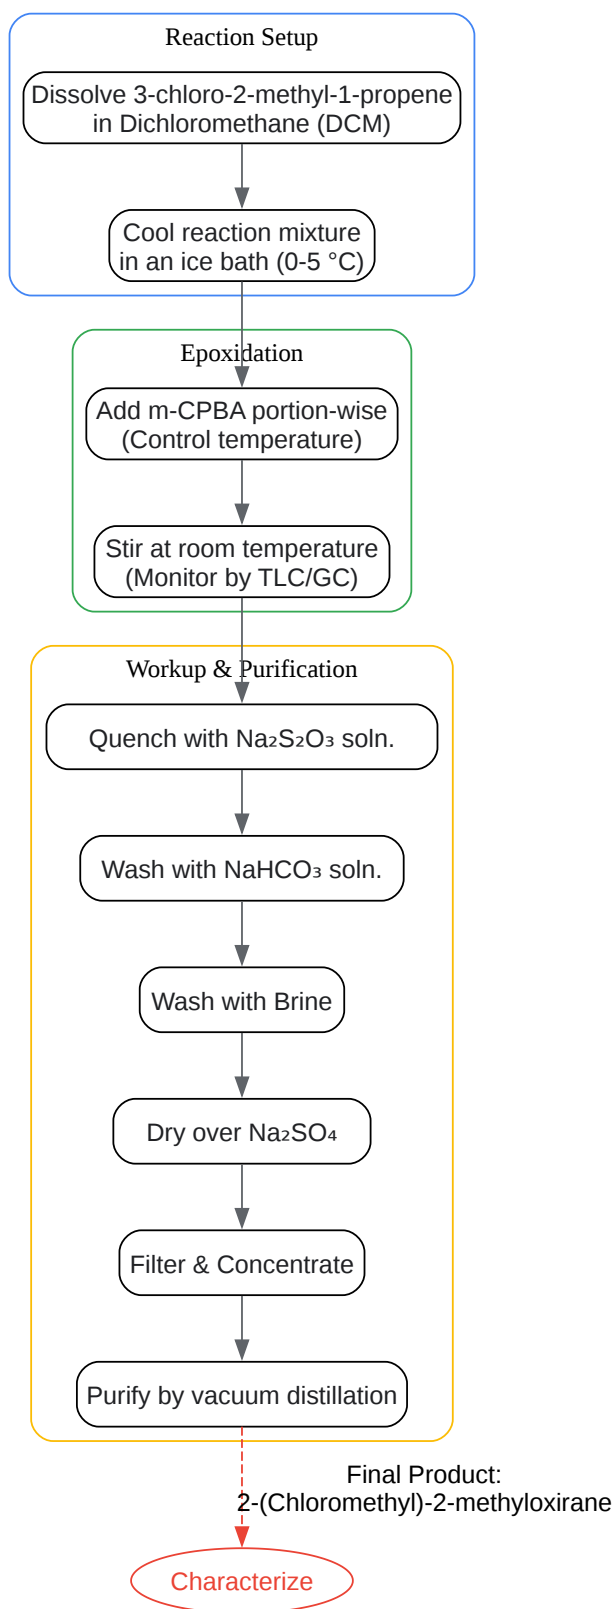 Reaction Setup
Dissolve 3-chloro-2-methyl-1-propene
in Dichloromethane (DCM)
Cool reaction mixture
in an ice bath (0-5 °C)
Epoxidation
Add m-CPBA portion-wise
(Control temperature)
Stir at room temperature
(Monitor by TLC/GC)
Workup & Purification
Quench with Na₂S₂O₃ soln.
Wash with NaHCO₃ soln.
Wash with Brine
Dry over Na₂SO₄
Filter & Concentrate
Purify by vacuum distillation
Final Product:
2-(Chloromethyl)-2-methyloxirane
Characterize